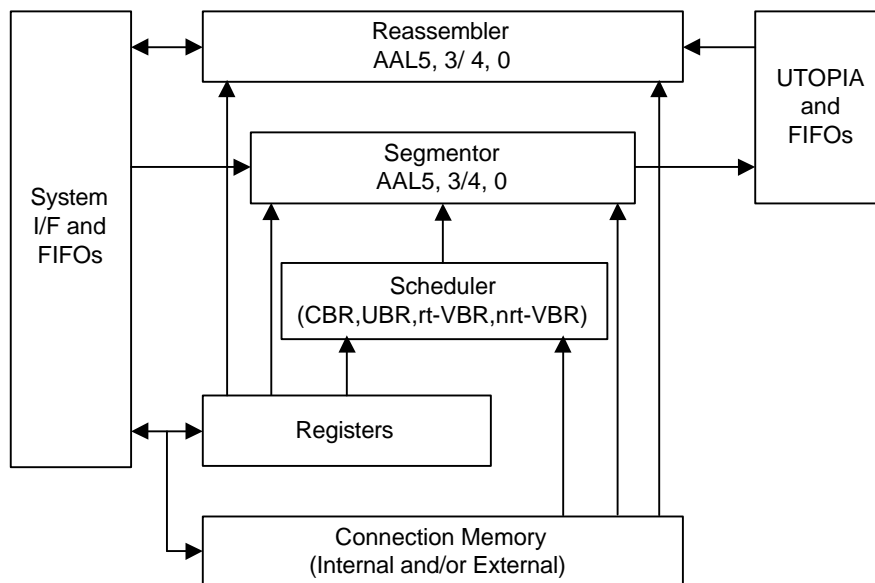 Reassembler
AAL5, 3/ 4, 0
UTOPIA
and
FIFOs
Segmentor
AAL5, 3/4, 0
System
I/F and
FIFOs
Scheduler
(CBR,UBR,rt-VBR,nrt-VBR)
Registers
Connection Memory
(Internal and/or External)